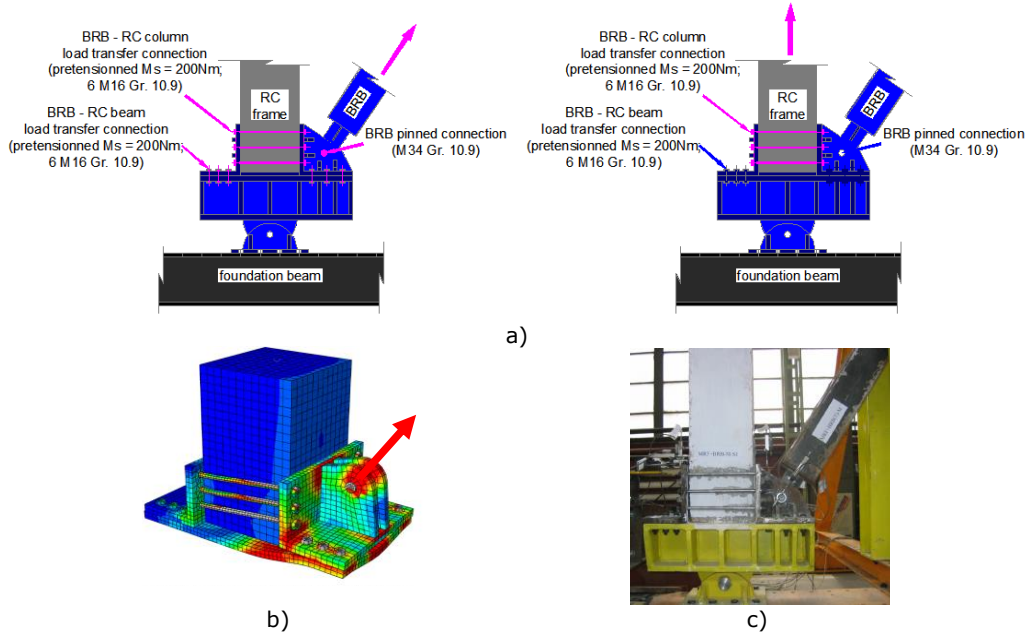 BRB - RC column
load transfer connection
(pretensionned Ms = 200Nm;
6 M16 Gr. 10.9)
BRB - RC beam
load transfer connection
(pretensionned Ms = 200Nm;
6 M16 Gr. 10.9)
RC
frame
BRB
BRB pinned connection
(M34 Gr. 10.9)
foundation beam
BRB - RC column
load transfer connection
(pretensionned Ms = 200Nm;
6 M16 Gr. 10.9)
BRB - RC beam
load transfer connection
(pretensionned Ms = 200Nm;
6 M16 Gr. 10.9)
RC
frame
BRB
BRB pinned connection
(M34 Gr. 10.9)
foundation beam
a)
b)
c)